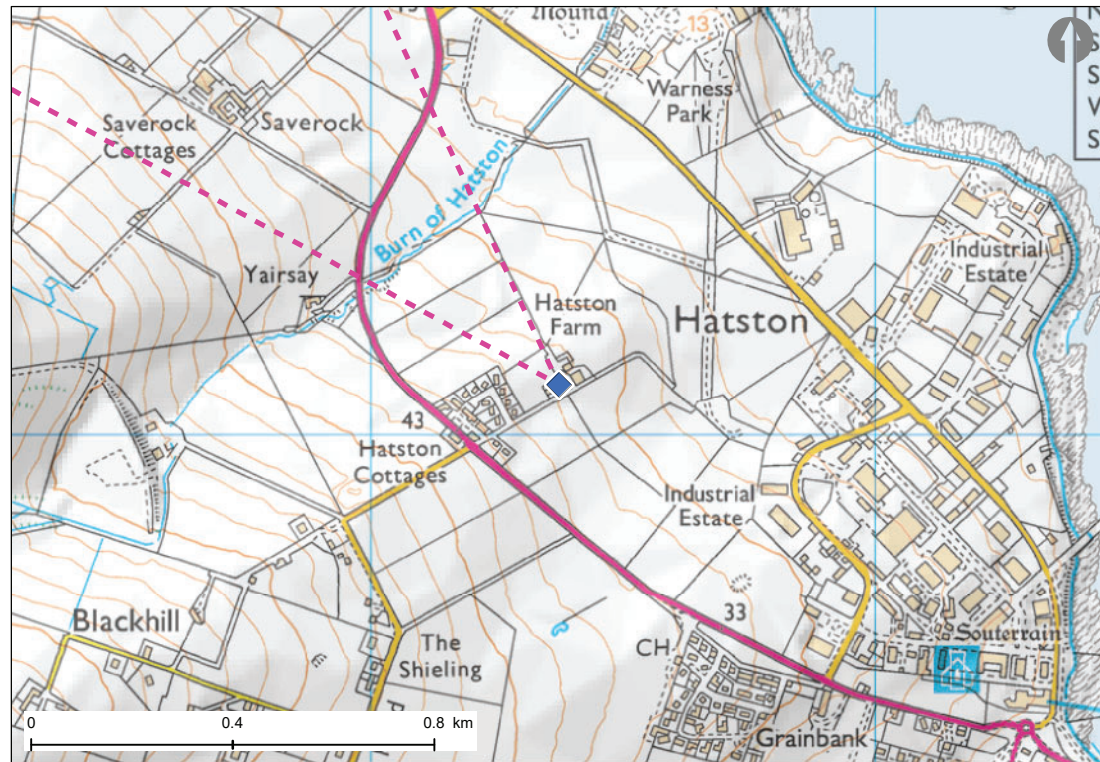 Mound
13
Warness
Park
Saverock
Cottages
Saverock
Burn of Hatston
Industrial
Estate
Yairsay
Hatston
Farm
Hatston
43
Hatston
Cottages
Industrial
Estate
33
Blackhill
The
Shieling
CH
Souterrain
Grainbank
0 0.4 0.8 km